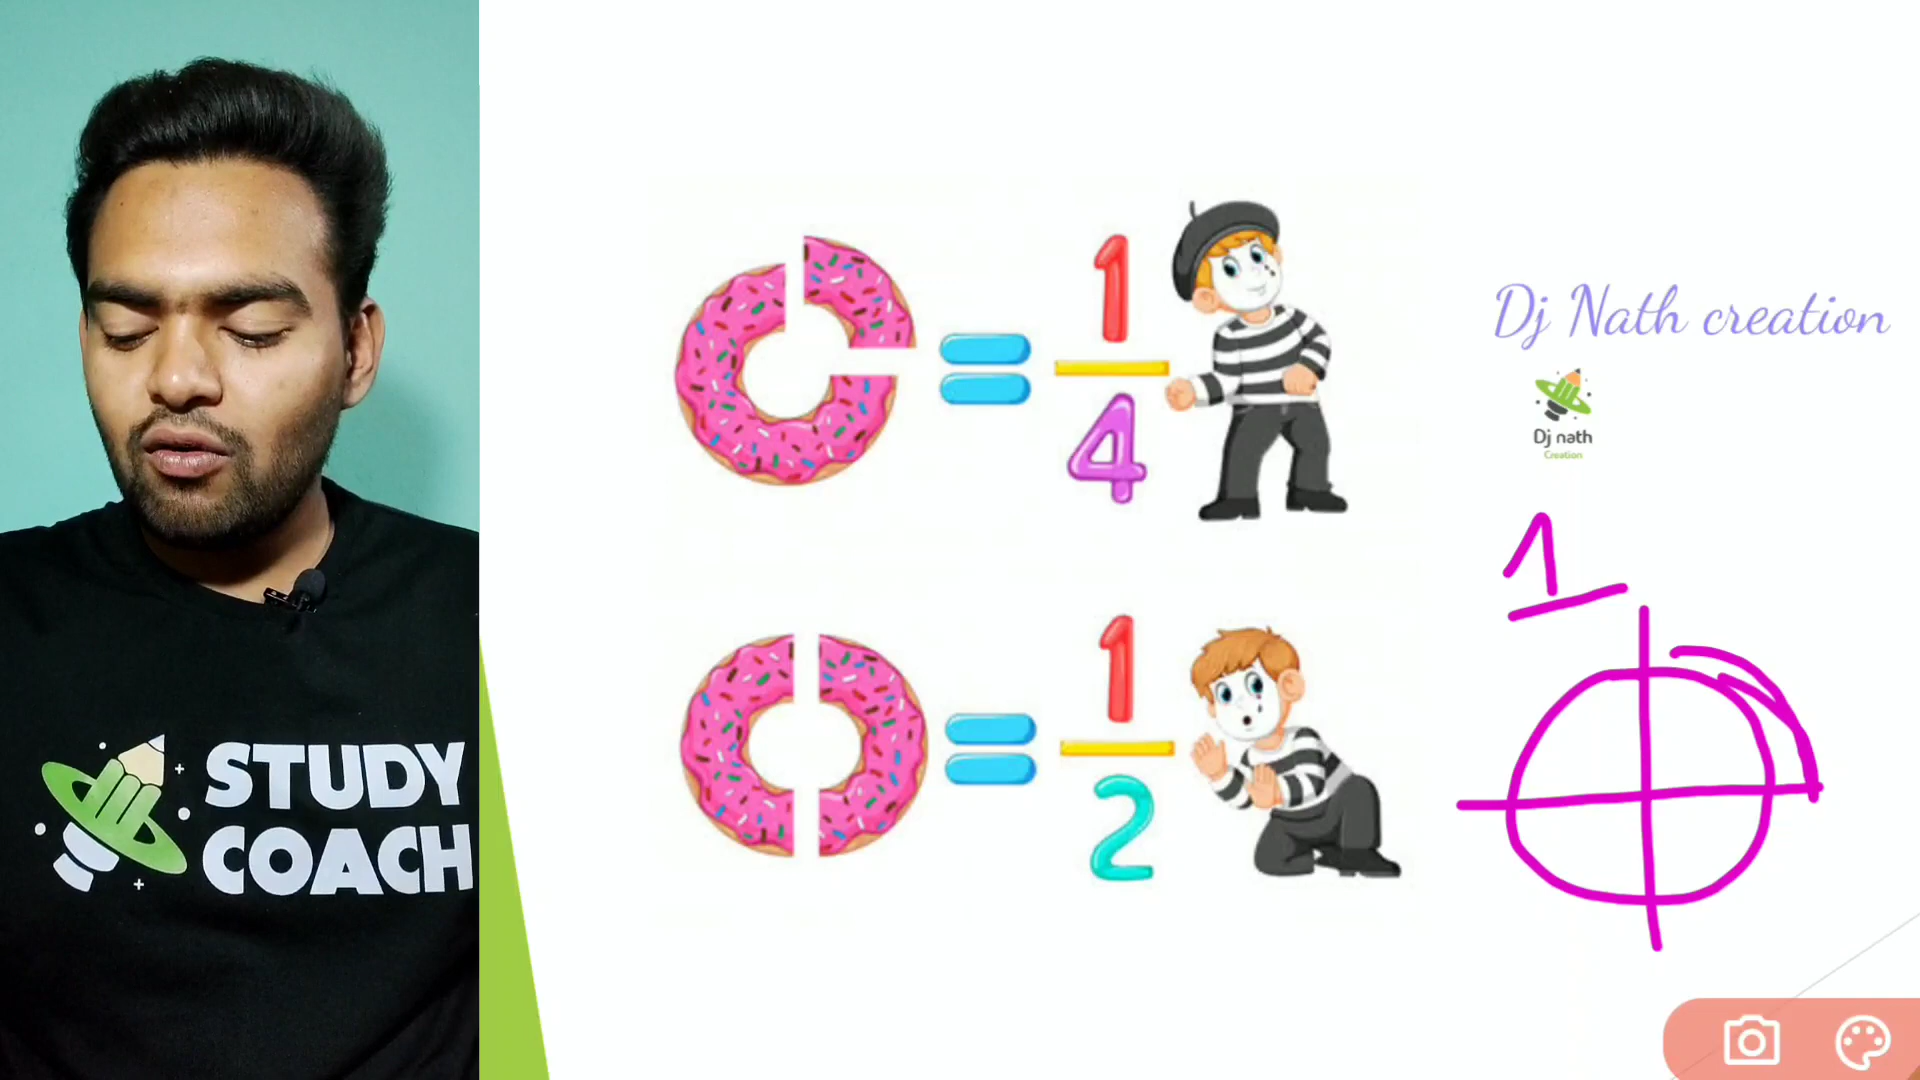 STUDY
COACH
1
4
1
2
Dj Nath creation
Dj nath
Creation
1